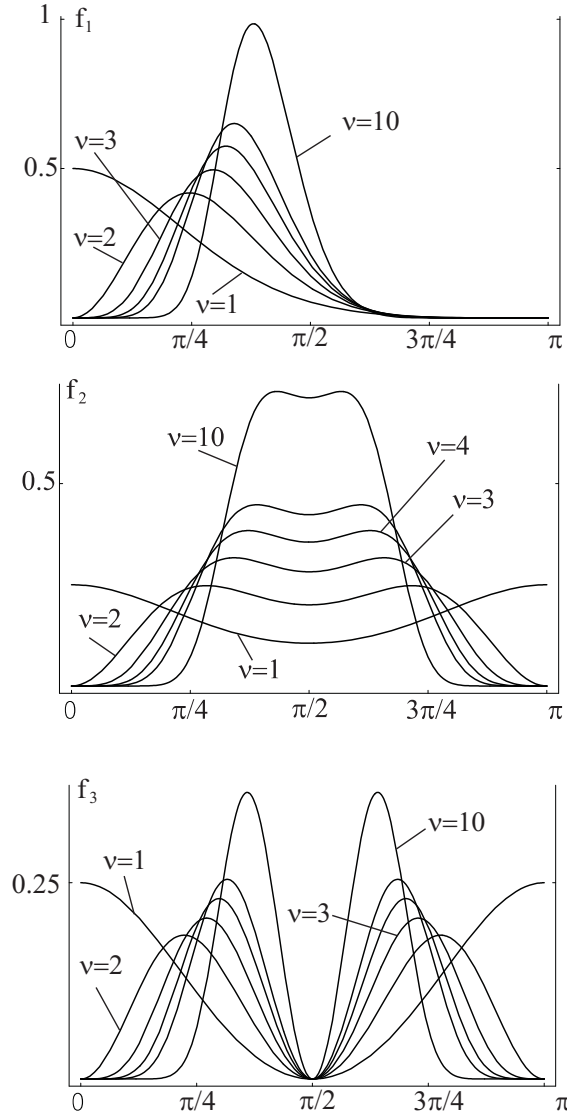 1 f₁
ν=10
ν=3
0.5
ν=2
ν=1
0 π/4 π/2 3π/4 π
f₂
ν=10 ν=4
0.5
ν=3
ν=2
ν=1
0 π/4 π/2 3π/4 π
f₃
ν=10
ν=1
0.25
ν=3
ν=2
0 π/4 π/2 3π/4 π